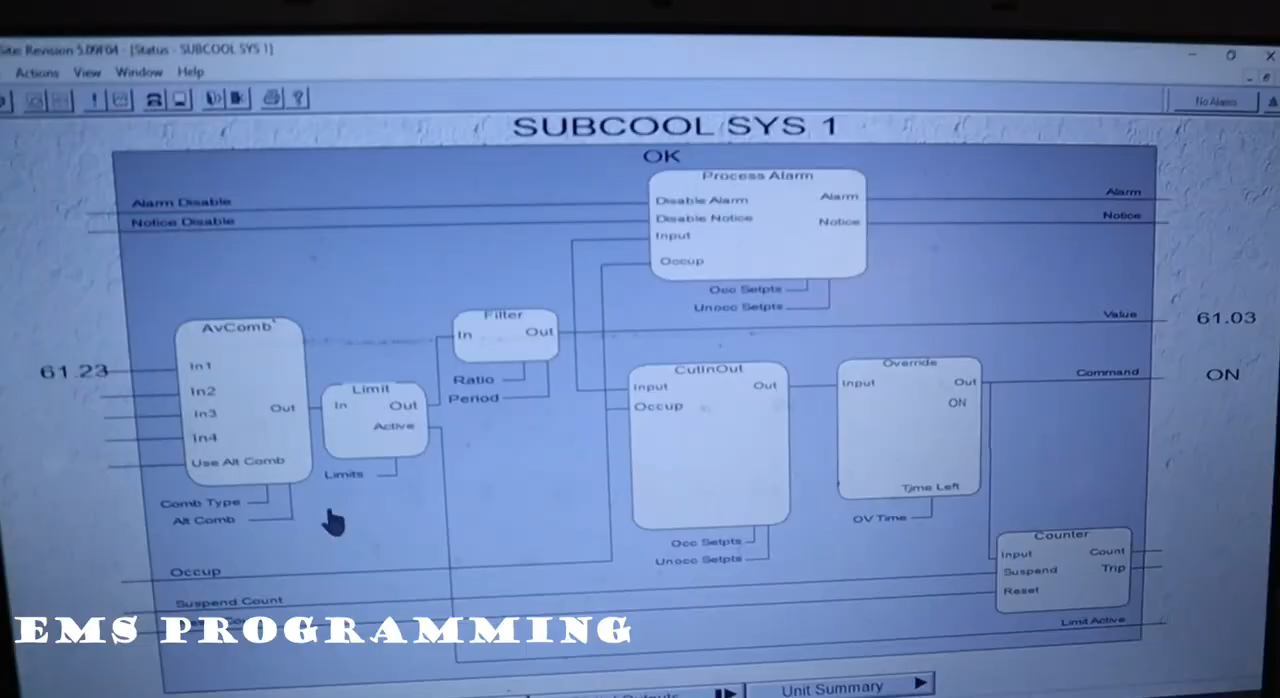 Site: Revision 5.09F04 - [Status - SUBCOOL SYS 1]
Actions View Window Help
No Alarms
SUBCOOL SYS 1
OK
Process Alarm
Alarm Disable
Disable Alarm
Alarm
Alarm
Notice Disable
Disable Notice
Notice
Notice
Input
Occup
Occ Setpts
Unocc Setpts
AvComb
Filter
In
Out
Value
61.03
61.23
In1
In2
In3
In4
Out
Use Alt Comb
Comb Type
Alt Comb
Limit
In
Out
Active
Limits
Ratio
Period
CutInOut
Input
Out
Occup
Occ Setpts
Unocc Setpts
Override
Input
Out
ON
Time Left
OV Time
Command
ON
Counter
Input
Count
Suspend
Trip
Reset
Occup
Suspend Count
Limit Active
EMS PROGRAMMING
Unit Summary